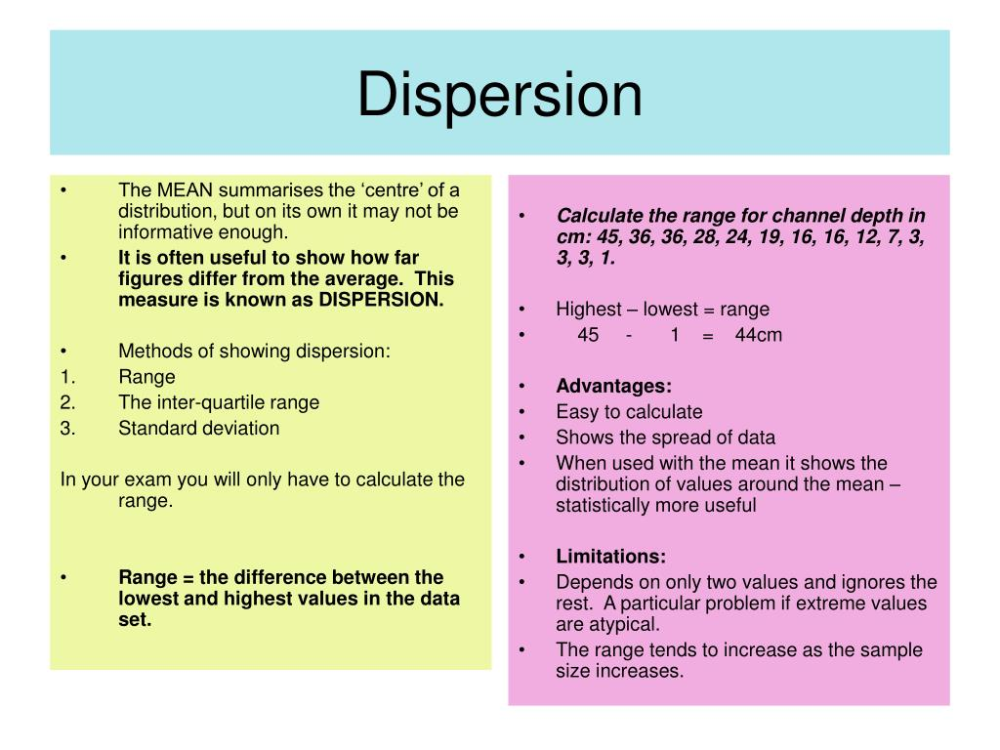 Dispersion
• The MEAN summarises the ‘centre’ of a
distribution, but on its own it may not be
informative enough.
• It is often useful to show how far
figures differ from the average. This
measure is known as DISPERSION.
• Methods of showing dispersion:
1. Range
2. The inter-quartile range
3. Standard deviation
In your exam you will only have to calculate the
range.
• Range = the difference between the
lowest and highest values in the data
set.
• Calculate the range for channel depth in
cm: 45, 36, 36, 28, 24, 19, 16, 16, 12, 7, 3,
3, 3, 1.
• Highest – lowest = range
• 45 - 1 = 44cm
• Advantages:
• Easy to calculate
• Shows the spread of data
• When used with the mean it shows the
distribution of values around the mean –
statistically more useful
• Limitations:
• Depends on only two values and ignores the
rest. A particular problem if extreme values
are atypical.
• The range tends to increase as the sample
size increases.